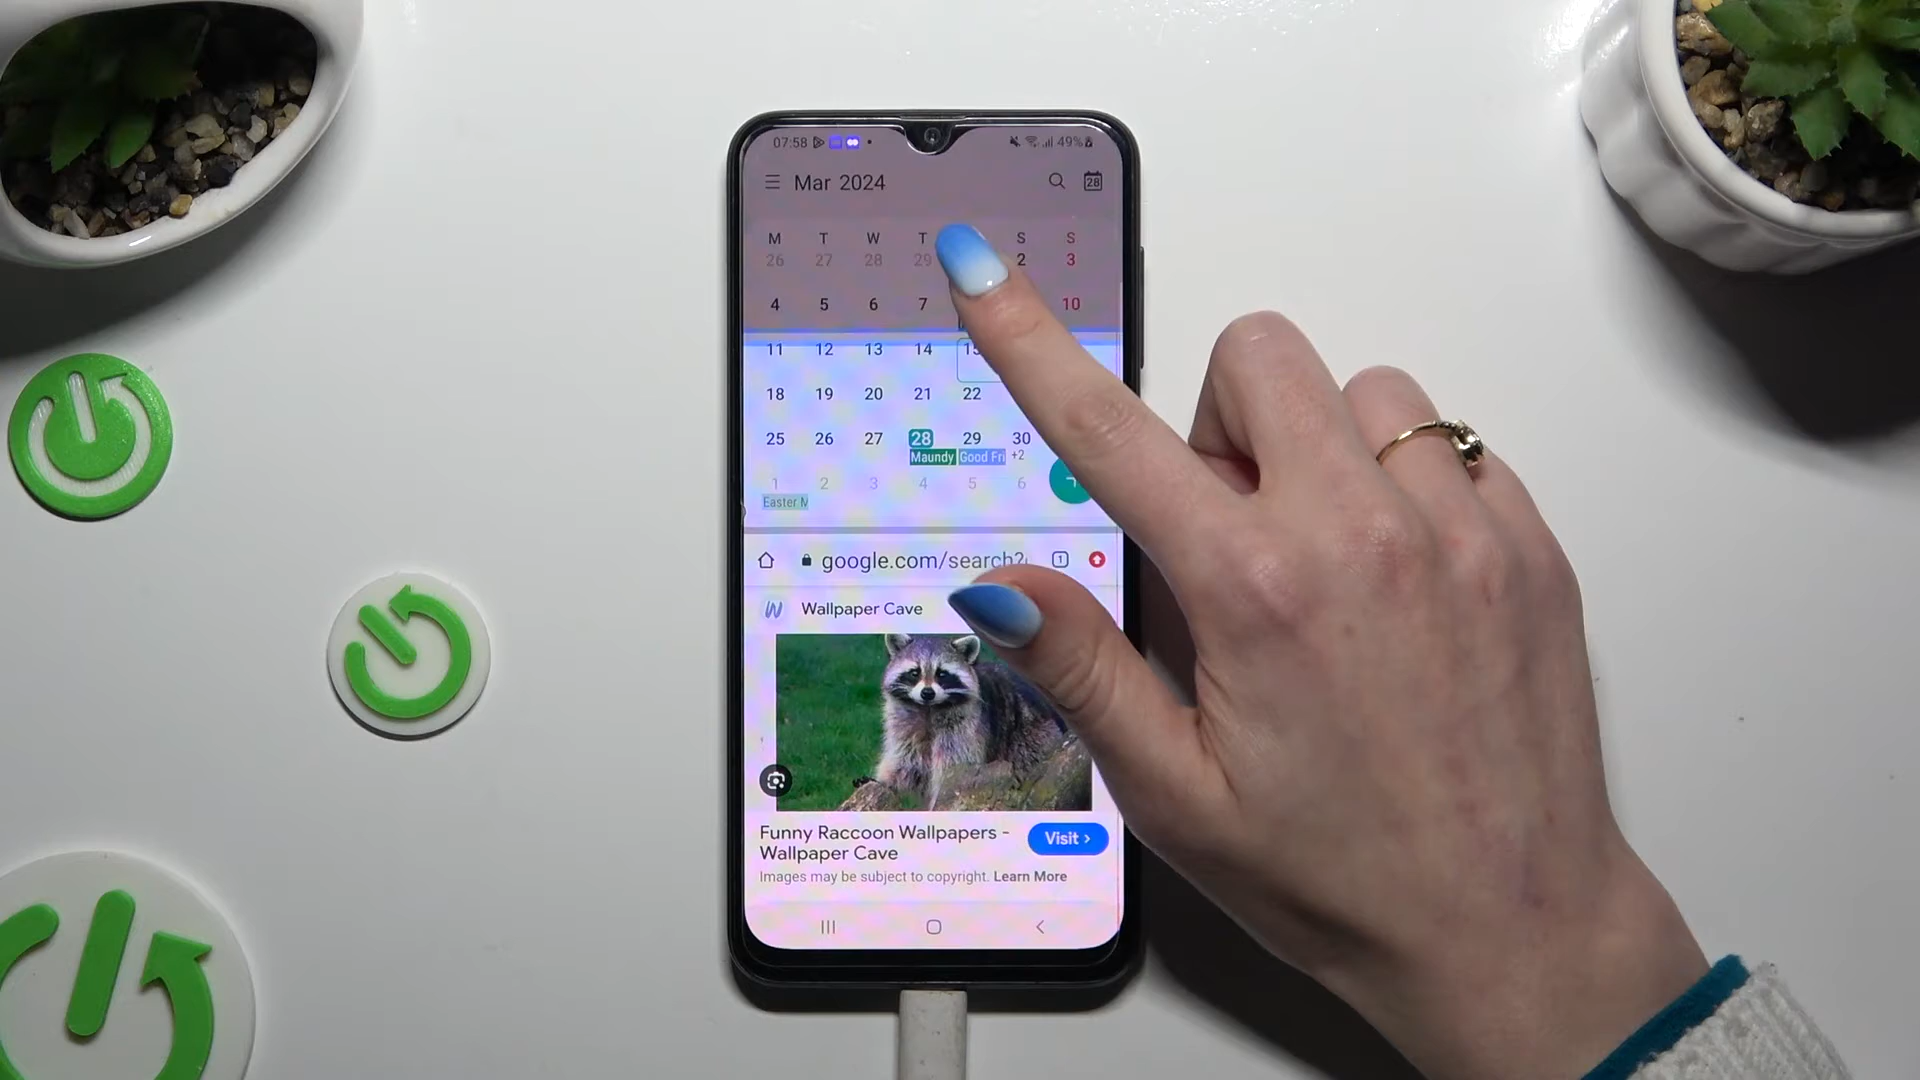 07:58 49%
Mar 2024 28
M T W T S S
26 27 28 29 2 3
4 5 6 7 10
11 12 13 14 15
18 19 20 21 22
25 26 27 28 29 30
Maundy Good Fri +2
1 2 3 4 5 6
Easter M
google.com/search? 1
W Wallpaper Cave
Funny Raccoon Wallpapers -
Wallpaper Cave
Visit >
Images may be subject to copyright. Learn More